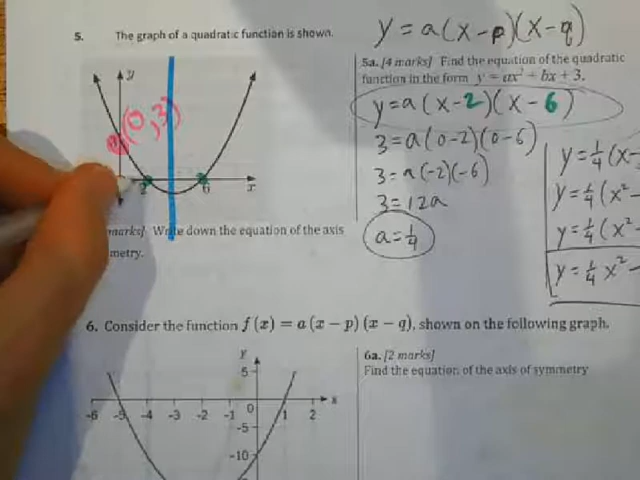 5. The graph of a quadratic function is shown.
y = a(x-p)(x-q)
5a. [4 marks] Find the equation of the quadratic
function in the form y = ax² + bx + 3.
y
(0,3)
2 6 x
y=a(x-2)(x-6)
3=a(0-2)(0-6)
3=a(-2)(-6)
3=12a
a=1/4
y=1/4(x-
y=1/4(x²-
y=1/4(x²-
y=1/4x²-
marks] Write down the equation of the axis
metry.
6. Consider the function f(x) = a(x − p)(x − q), shown on the following graph.
6a. [2 marks]
Find the equation of the axis of symmetry
y
5
-6 -5 -4 -3 -2 -1 0 1 2 x
-5
-10